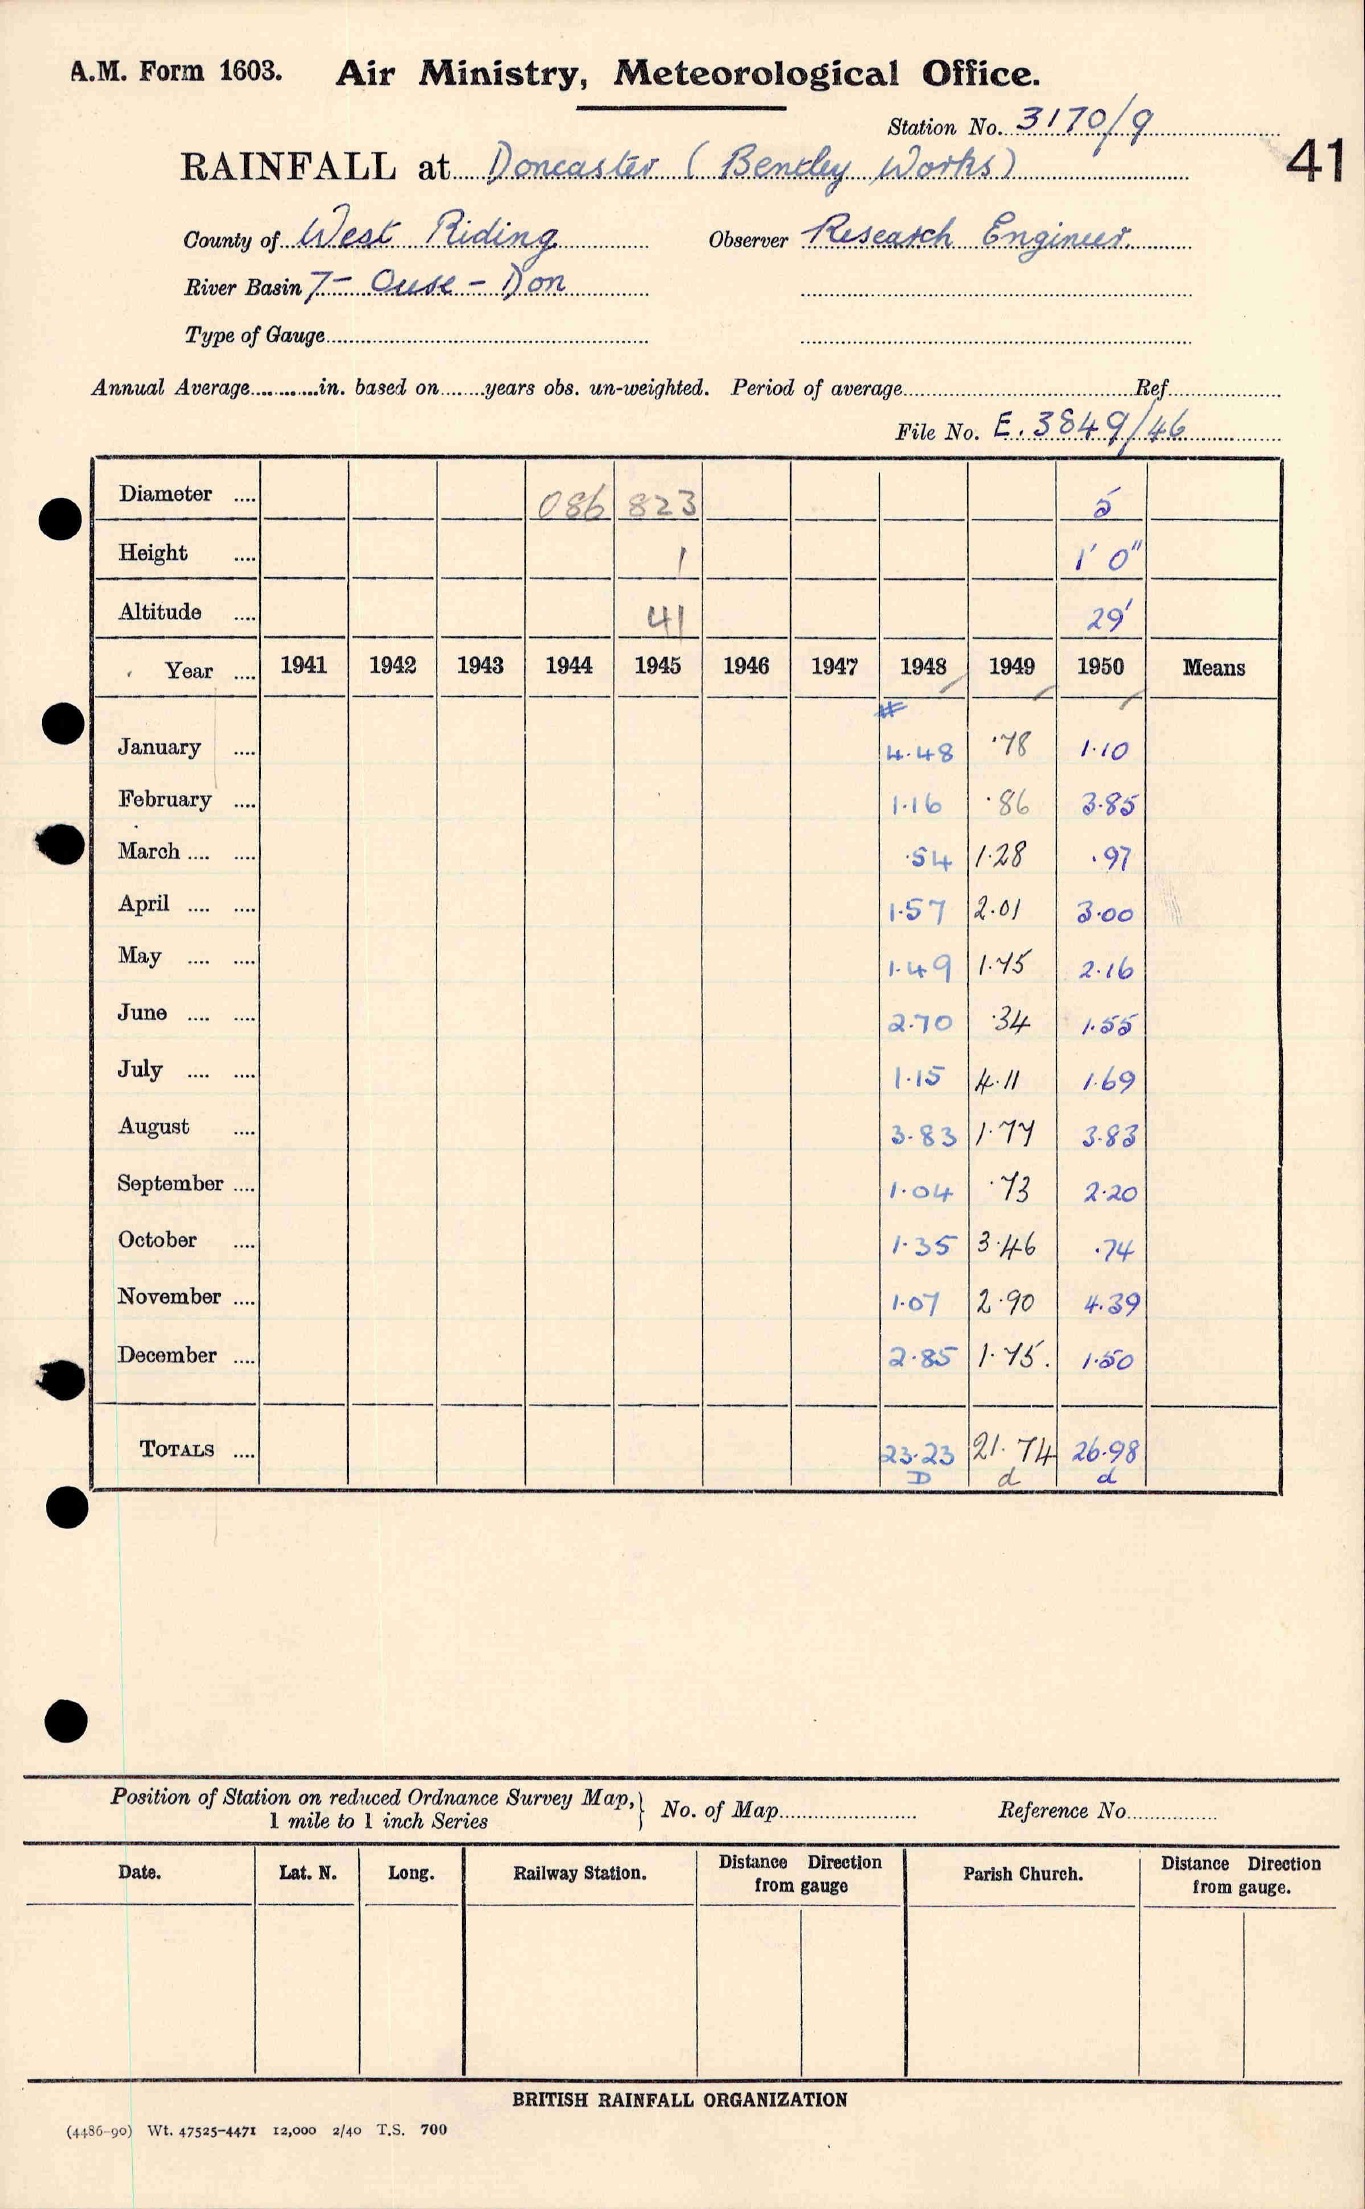 A.M. Form 1603. Air Ministry, Meteorological Office.
Station No. 3170/9
41
RAINFALL at Doncaster (Bentley Works)
County of West Riding Observer Research Engineer.
River Basin 7- Ouse - Don
Type of Gauge
Annual Average in. based on years obs. un-weighted. Period of average Ref
File No. E.3849/46
Diameter .... 086 823 5
Height .... 1 1' 0"
Altitude .... 41 29'
Year .... 1941 1942 1943 1944 1945 1946 1947 1948 1949 1950 Means
#
January .... 4.48 .78 1.10
February .... 1.16 .86 3.85
March .... .... .54 1.28 .97
April .... .... 1.57 2.01 3.00
May .... .... 1.49 1.75 2.16
June .... .... 2.70 .34 1.55
July .... .... 1.15 4.11 1.69
August .... 3.83 1.77 3.83
September .... 1.04 .73 2.20
October .... 1.35 3.46 .74
November .... 1.07 2.90 4.39
December .... 2.85 1.75. 1.50
TOTALS .... 23.23 21.74 26.98
D d d
Position of Station on reduced Ordnance Survey Map, } No. of Map Reference No.
1 mile to 1 inch Series
Date. Lat. N. Long. Railway Station. Distance Direction from gauge Parish Church. Distance Direction from gauge.
BRITISH RAINFALL ORGANIZATION
(4486-90) Wt. 47525-4471 12,000 2/40 T.S. 700